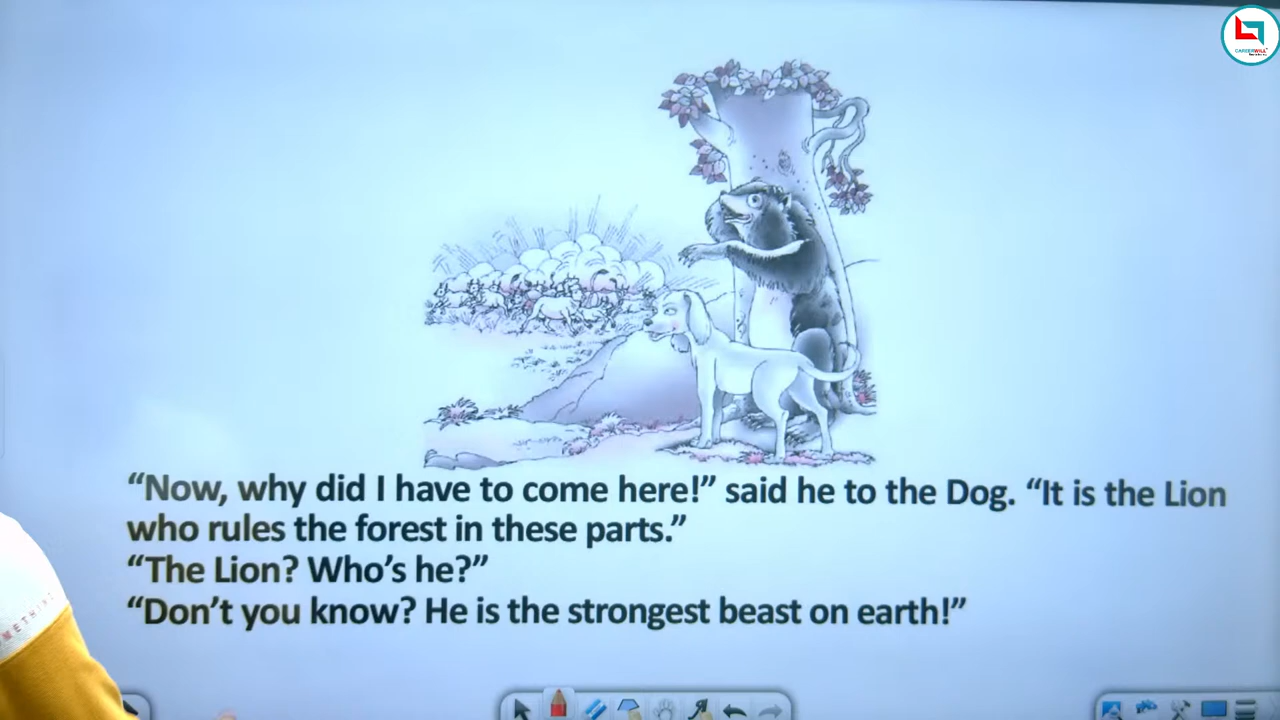 CAREERWILL
“Now, why did I have to come here!” said he to the Dog. “It is the Lion
who rules the forest in these parts.”
“The Lion? Who’s he?”
“Don’t you know? He is the strongest beast on earth!”